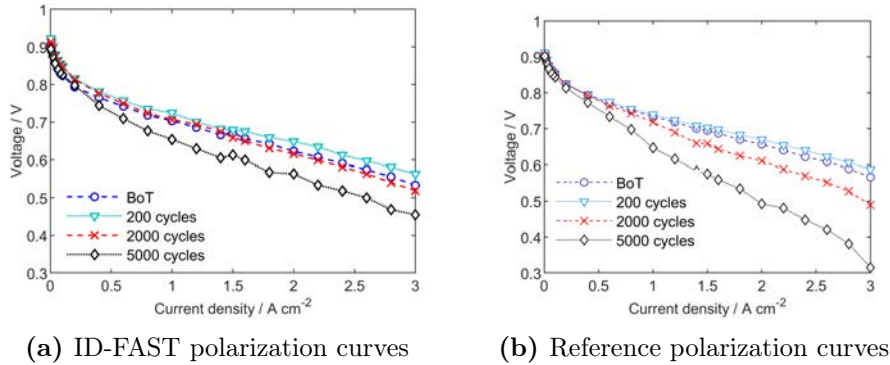 1
0.9
0.8
0.7
0.6
0.5
0.4
0.3
Voltage / V
BoT
200 cycles
2000 cycles
5000 cycles
0 0.5 1 1.5 2 2.5 3
Current density / A cm⁻²
(a) ID-FAST polarization curves
1
0.9
0.8
0.7
0.6
0.5
0.4
0.3
Voltage / V
BoT
200 cycles
2000 cycles
5000 cycles
0 0.5 1 1.5 2 2.5 3
Current density / A cm⁻²
(b) Reference polarization curves